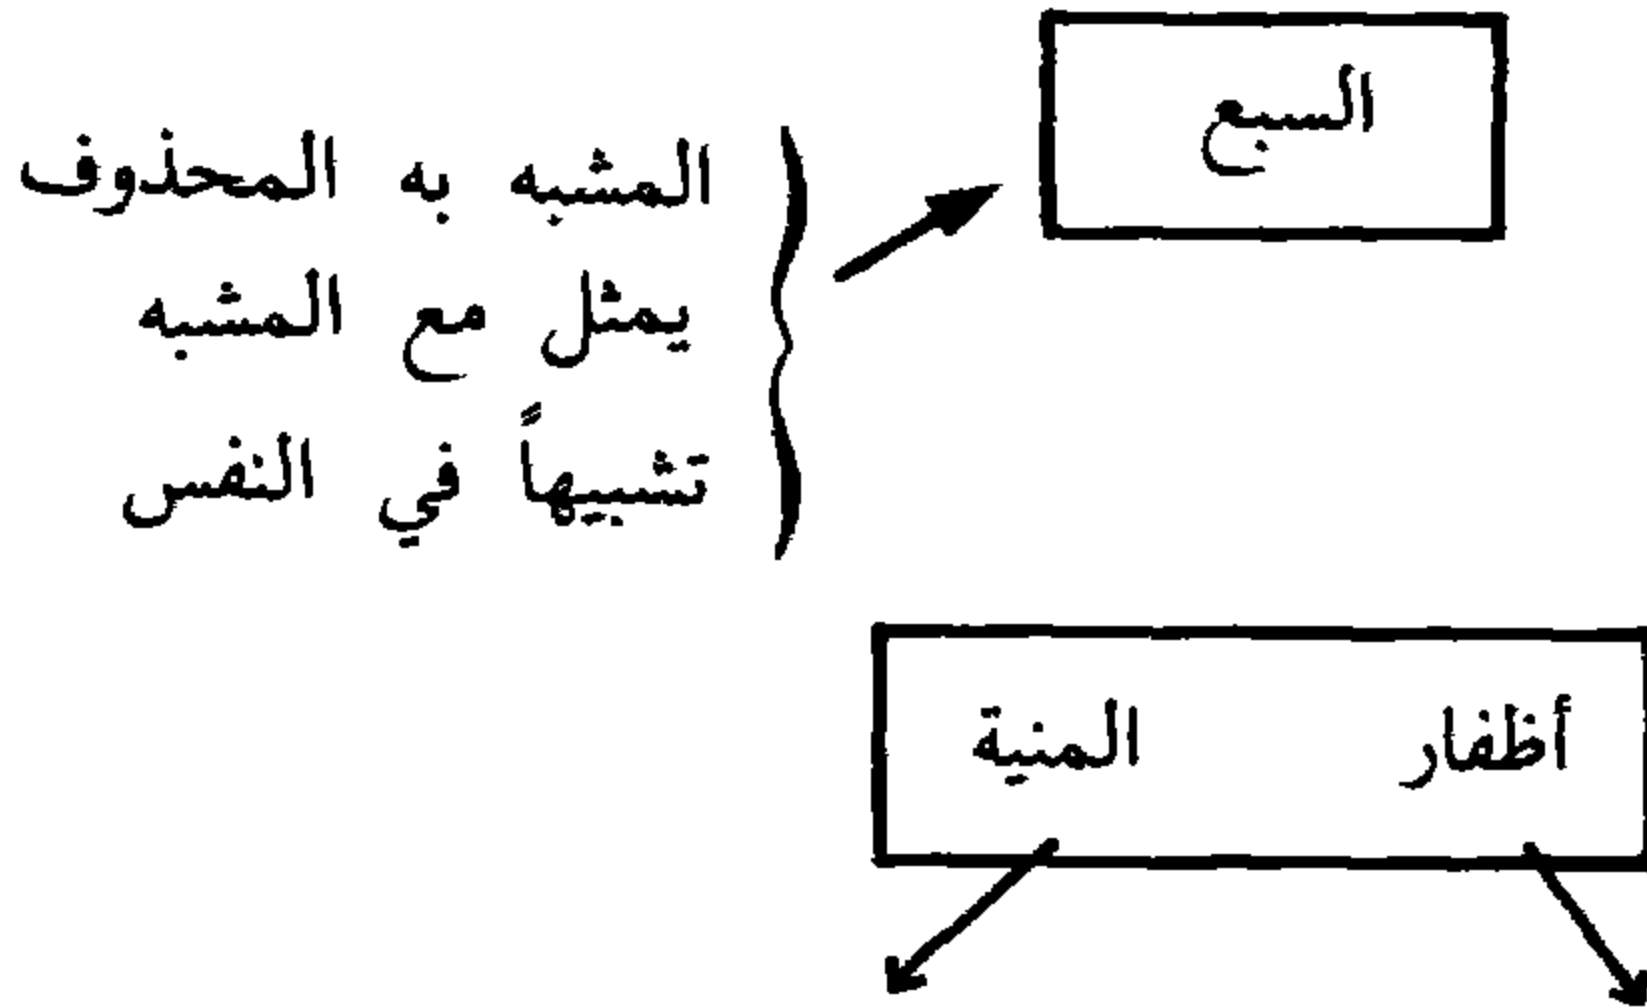 السبع
المشبه به المحذوف
يمثل مع المشبه
تشبيهاً في النفس
أظفار المنية